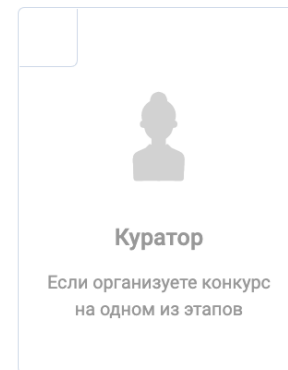 Куратор
Если организуете конкурс
на одном из этапов